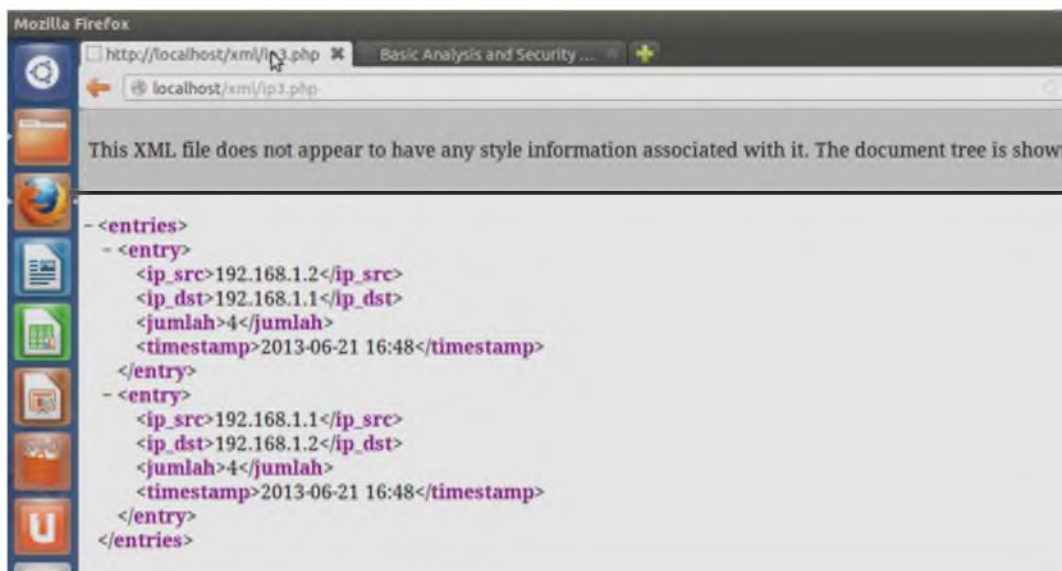 Mozilla Firefox
http://localhost/xml/ip3.php
Basic Analysis and Security ...
localhost/xml/ip3.php
This XML file does not appear to have any style information associated with it. The document tree is shown
- <entries>
- <entry>
<ip_src>192.168.1.2</ip_src>
<ip_dst>192.168.1.1</ip_dst>
<jumlah>4</jumlah>
<timestamp>2013-06-21 16:48</timestamp>
</entry>
- <entry>
<ip_src>192.168.1.1</ip_src>
<ip_dst>192.168.1.2</ip_dst>
<jumlah>4</jumlah>
<timestamp>2013-06-21 16:48</timestamp>
</entry>
</entries>